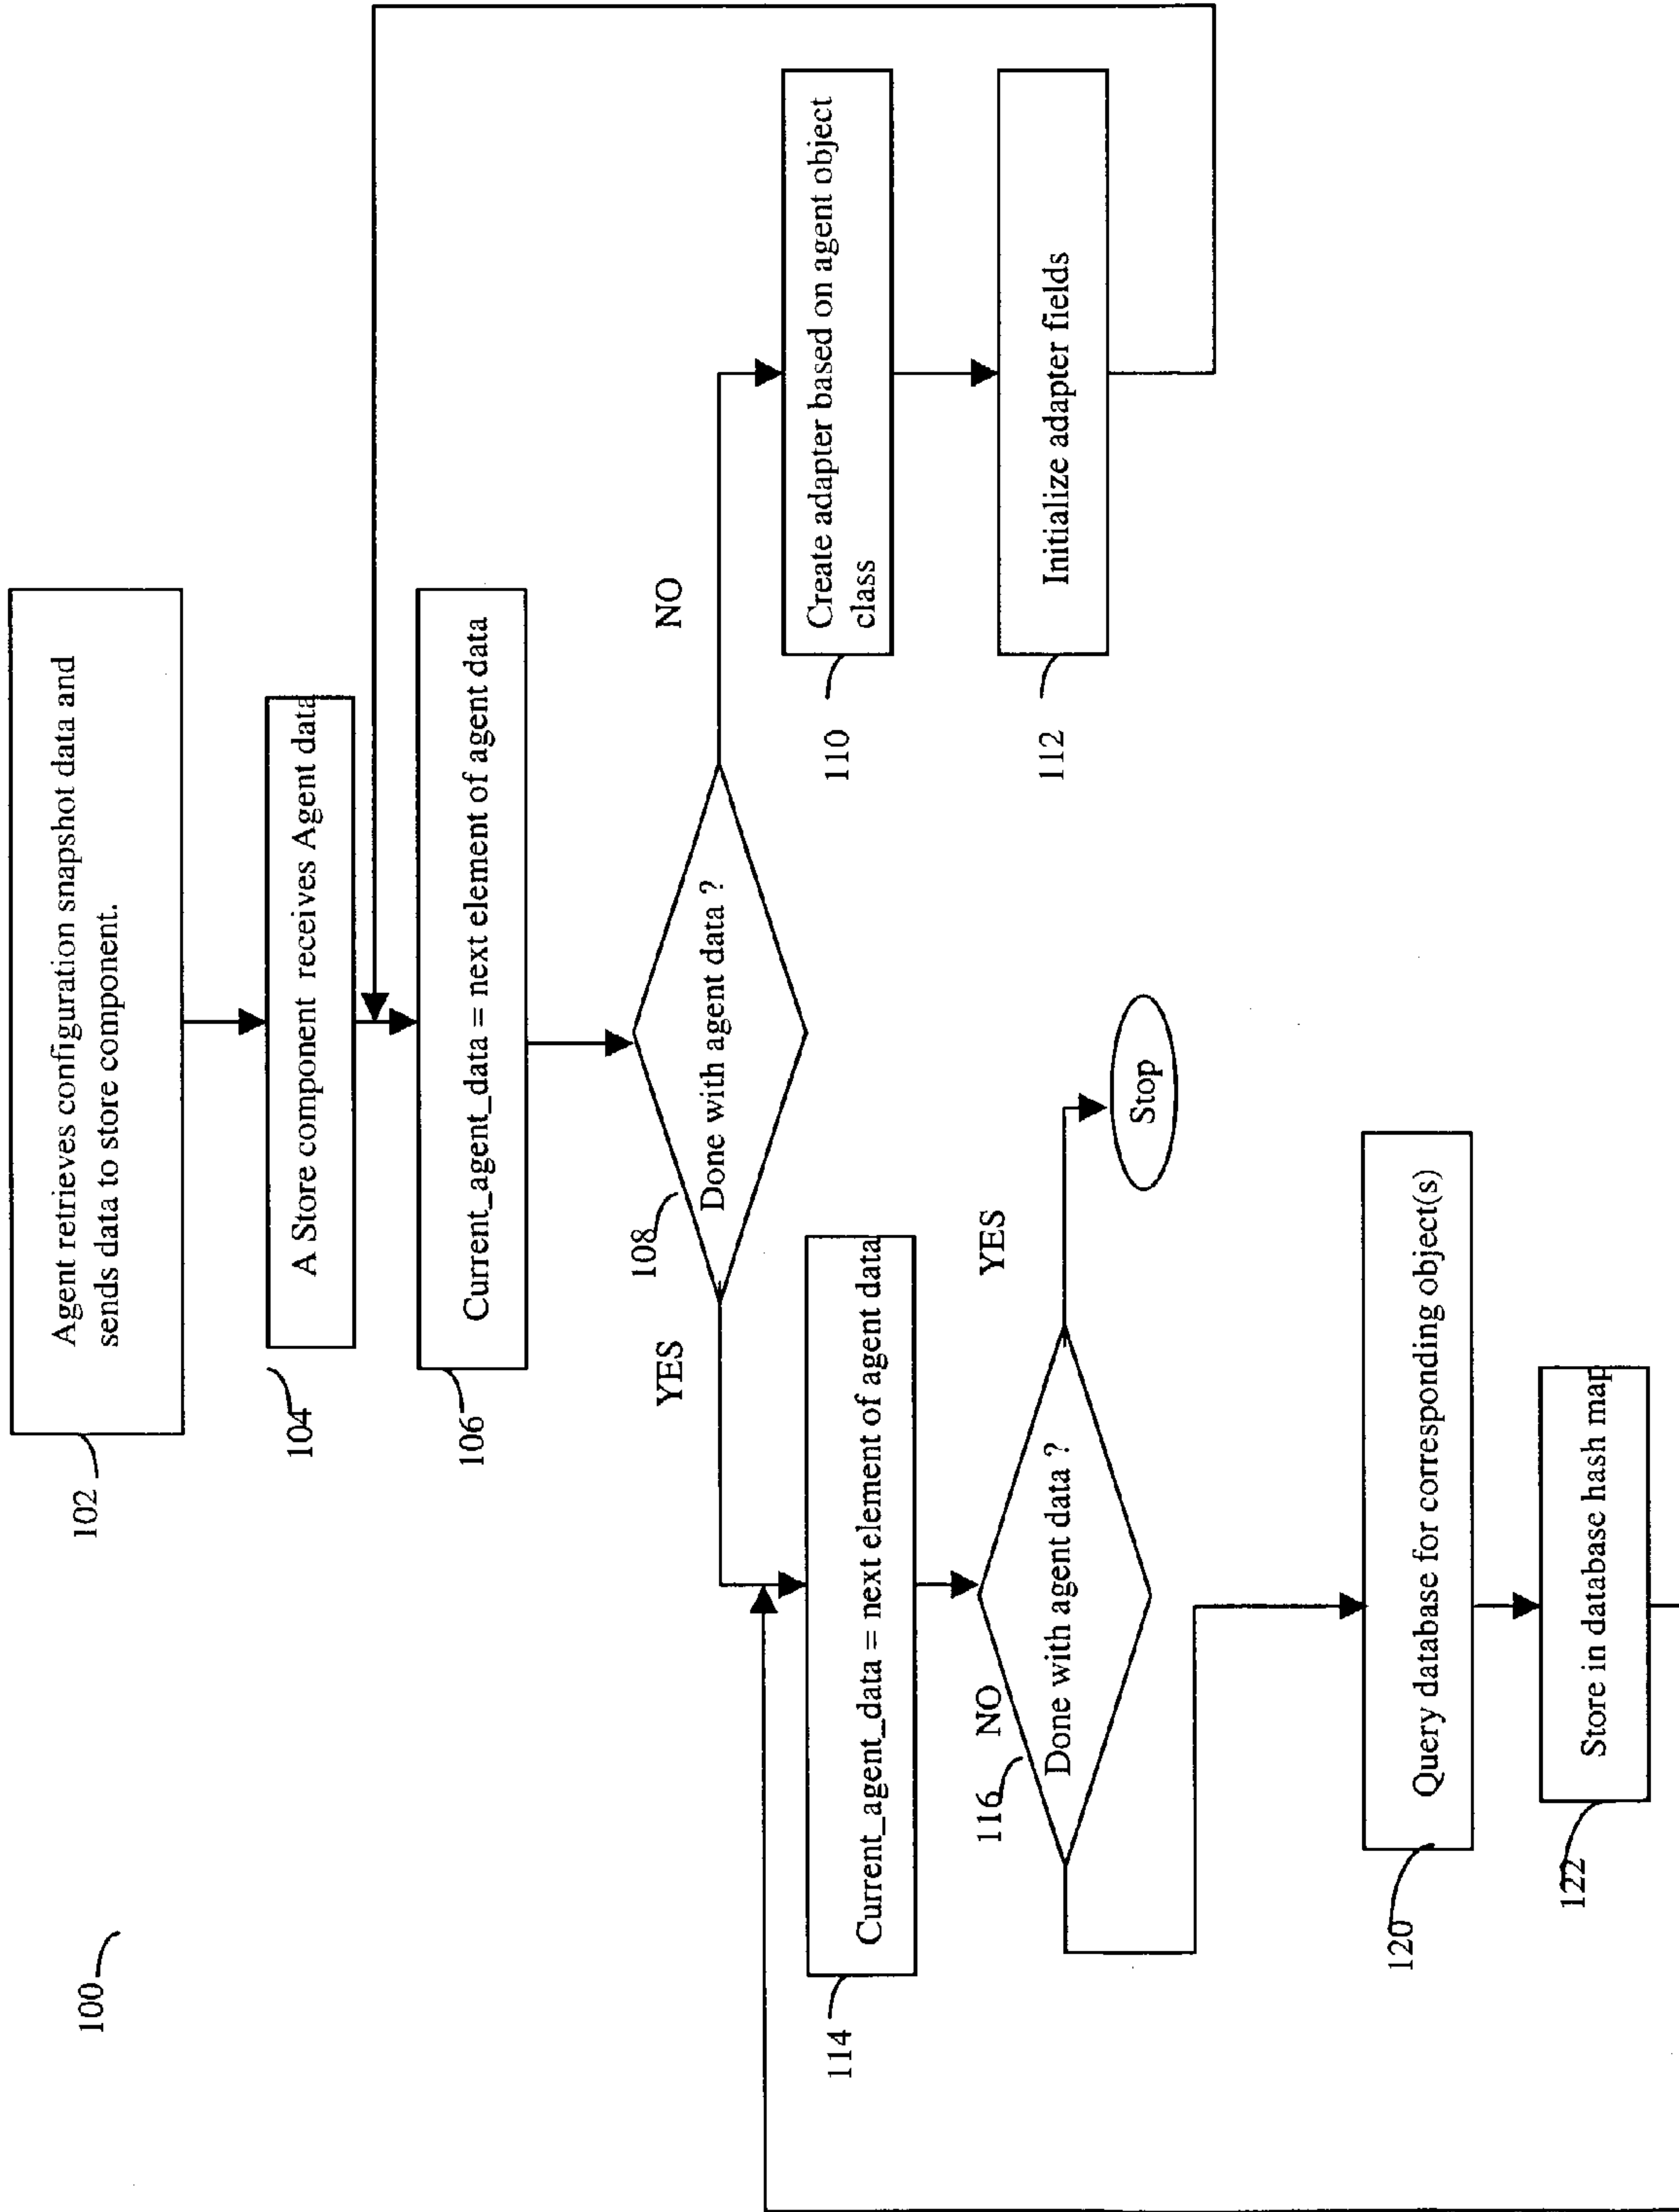 100
102
Agent retrieves configuration snapshot data and
sends data to store component.
104
A Store component receives Agent data
106
Current_agent_data = next element of agent data
108
Done with agent data ?
YES
NO
110
Create adapter based on agent object
class
112
Initialize adapter fields
114
Current_agent_data = next element of agent data
116
NO
Done with agent data ?
YES
Stop
120
Query database for corresponding object(s)
122
Store in database hash map